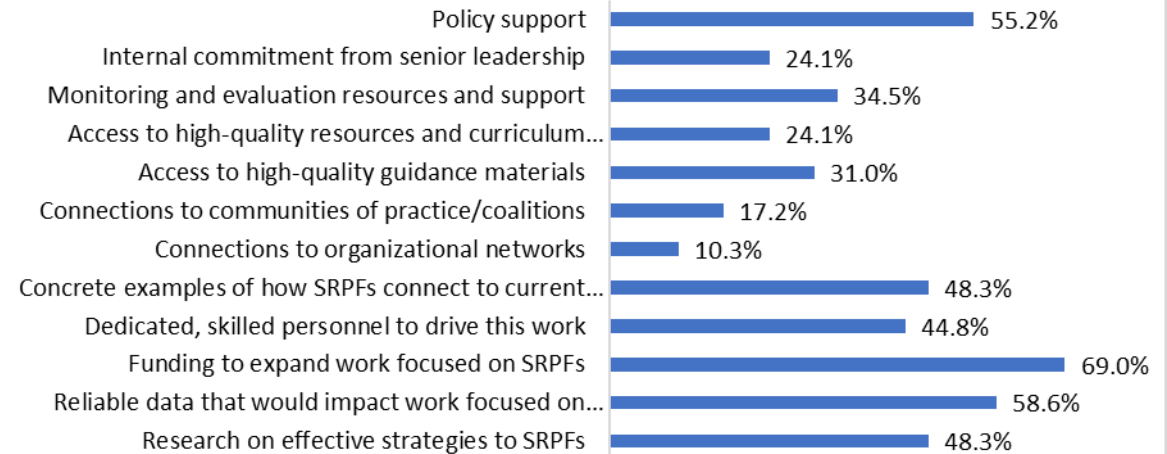 Policy support 55.2%
Internal commitment from senior leadership 24.1%
Monitoring and evaluation resources and support 34.5%
Access to high-quality resources and curriculum... 24.1%
Access to high-quality guidance materials 31.0%
Connections to communities of practice/coalitions 17.2%
Connections to organizational networks 10.3%
Concrete examples of how SRPFs connect to current... 48.3%
Dedicated, skilled personnel to drive this work 44.8%
Funding to expand work focused on SRPFs 69.0%
Reliable data that would impact work focused on... 58.6%
Research on effective strategies to SRPFs 48.3%